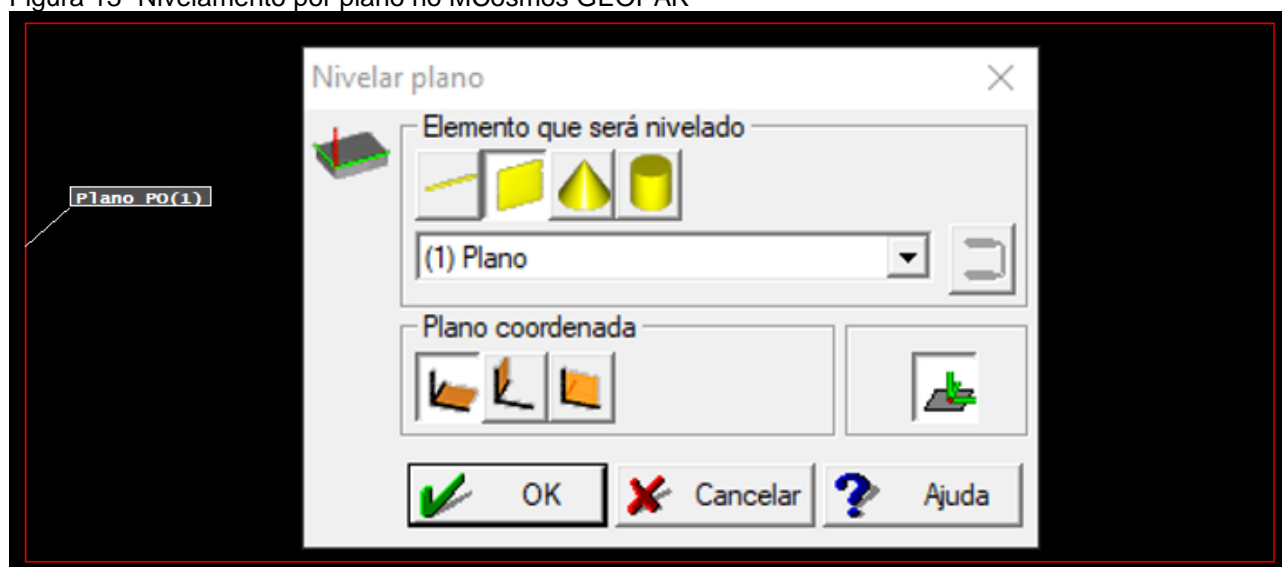 Figura 13- Nivelamento por plano no MCosmos GEOPAK
Nivelar plano
Elemento que será nivelado
Plano PO(1)
(1) Plano
Plano coordenada
OK
Cancelar
Ajuda